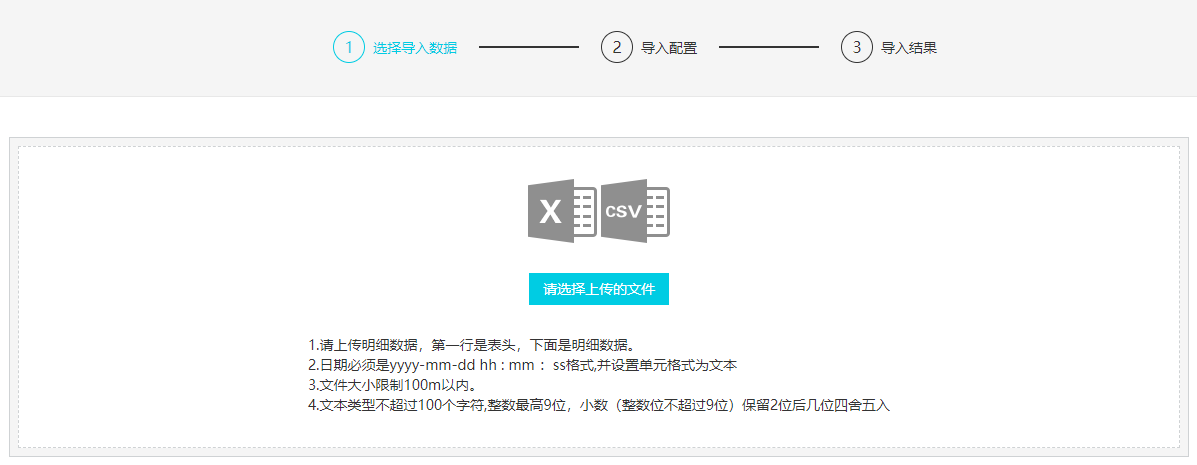 1 选择导入数据 2 导入配置 3 导入结果
X CSV
请选择上传的文件
1.请上传明细数据，第一行是表头，下面是明细数据。
2.日期必须是yyyy-mm-dd hh : mm ： ss格式,并设置单元格式为文本
3.文件大小限制100m以内。
4.文本类型不超过100个字符,整数最高9位，小数（整数位不超过9位）保留2位后几位四舍五入